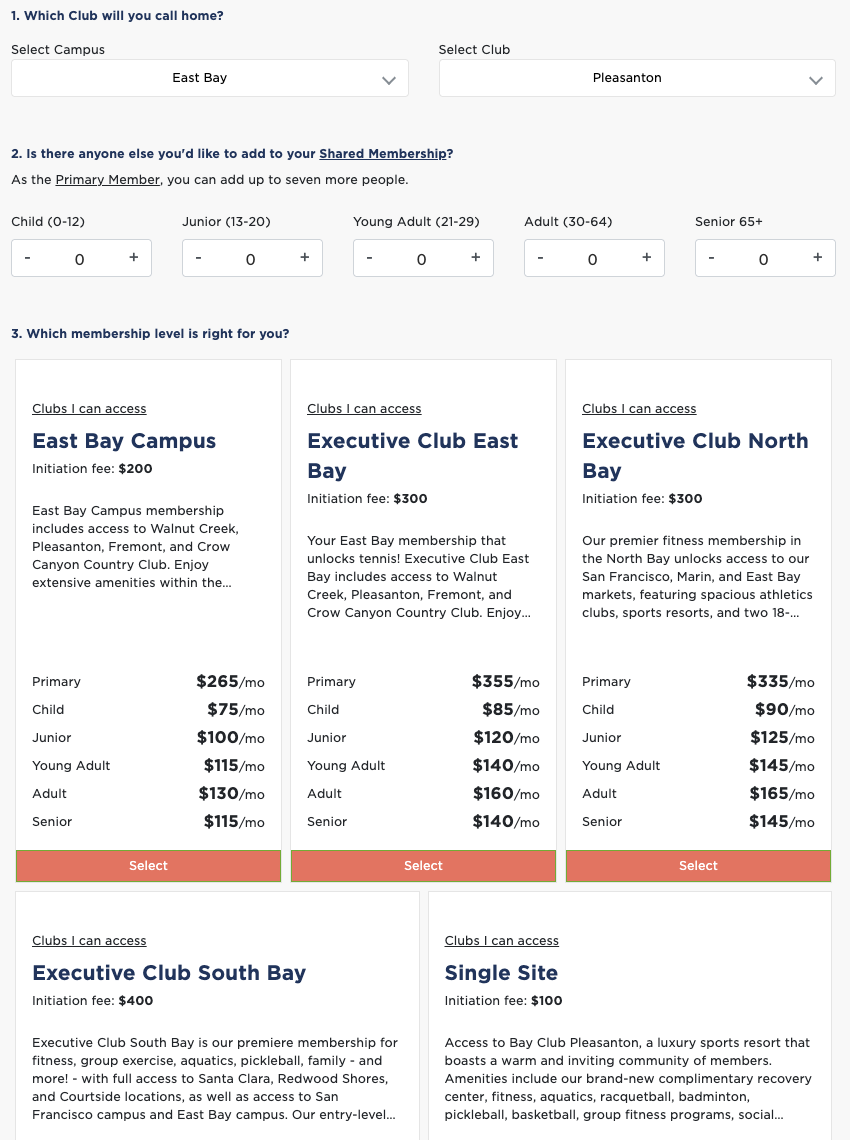 1. Which Club will you call home?
Select Campus
East Bay
Select Club
Pleasanton
2. Is there anyone else you'd like to add to your Shared Membership?
As the Primary Member, you can add up to seven more people.
Child (0-12)
- 0 +
Junior (13-20)
- 0 +
Young Adult (21-29)
- 0 +
Adult (30-64)
- 0 +
Senior 65+
- 0 +
3. Which membership level is right for you?
Clubs I can access
East Bay Campus
Initiation fee: $200
East Bay Campus membership
includes access to Walnut Creek,
Pleasanton, Fremont, and Crow
Canyon Country Club. Enjoy
extensive amenities within the...
Primary $265/mo
Child $75/mo
Junior $100/mo
Young Adult $115/mo
Adult $130/mo
Senior $115/mo
Select
Clubs I can access
Executive Club East
Bay
Initiation fee: $300
Your East Bay membership that
unlocks tennis! Executive Club East
Bay includes access to Walnut
Creek, Pleasanton, Fremont, and
Crow Canyon Country Club. Enjoy...
Primary $355/mo
Child $85/mo
Junior $120/mo
Young Adult $140/mo
Adult $160/mo
Senior $140/mo
Select
Clubs I can access
Executive Club North
Bay
Initiation fee: $300
Our premier fitness membership in
the North Bay unlocks access to our
San Francisco, Marin, and East Bay
markets, featuring spacious athletics
clubs, sports resorts, and two 18-...
Primary $335/mo
Child $90/mo
Junior $125/mo
Young Adult $145/mo
Adult $165/mo
Senior $145/mo
Select
Clubs I can access
Executive Club South Bay
Initiation fee: $400
Executive Club South Bay is our premiere membership for
fitness, group exercise, aquatics, pickleball, family - and
more! - with full access to Santa Clara, Redwood Shores,
and Courtside locations, as well as access to San
Francisco campus and East Bay campus. Our entry-level...
Clubs I can access
Single Site
Initiation fee: $100
Access to Bay Club Pleasanton, a luxury sports resort that
boasts a warm and inviting community of members.
Amenities include our brand-new complimentary recovery
center, fitness, aquatics, racquetball, badminton,
pickleball, basketball, group fitness programs, social...